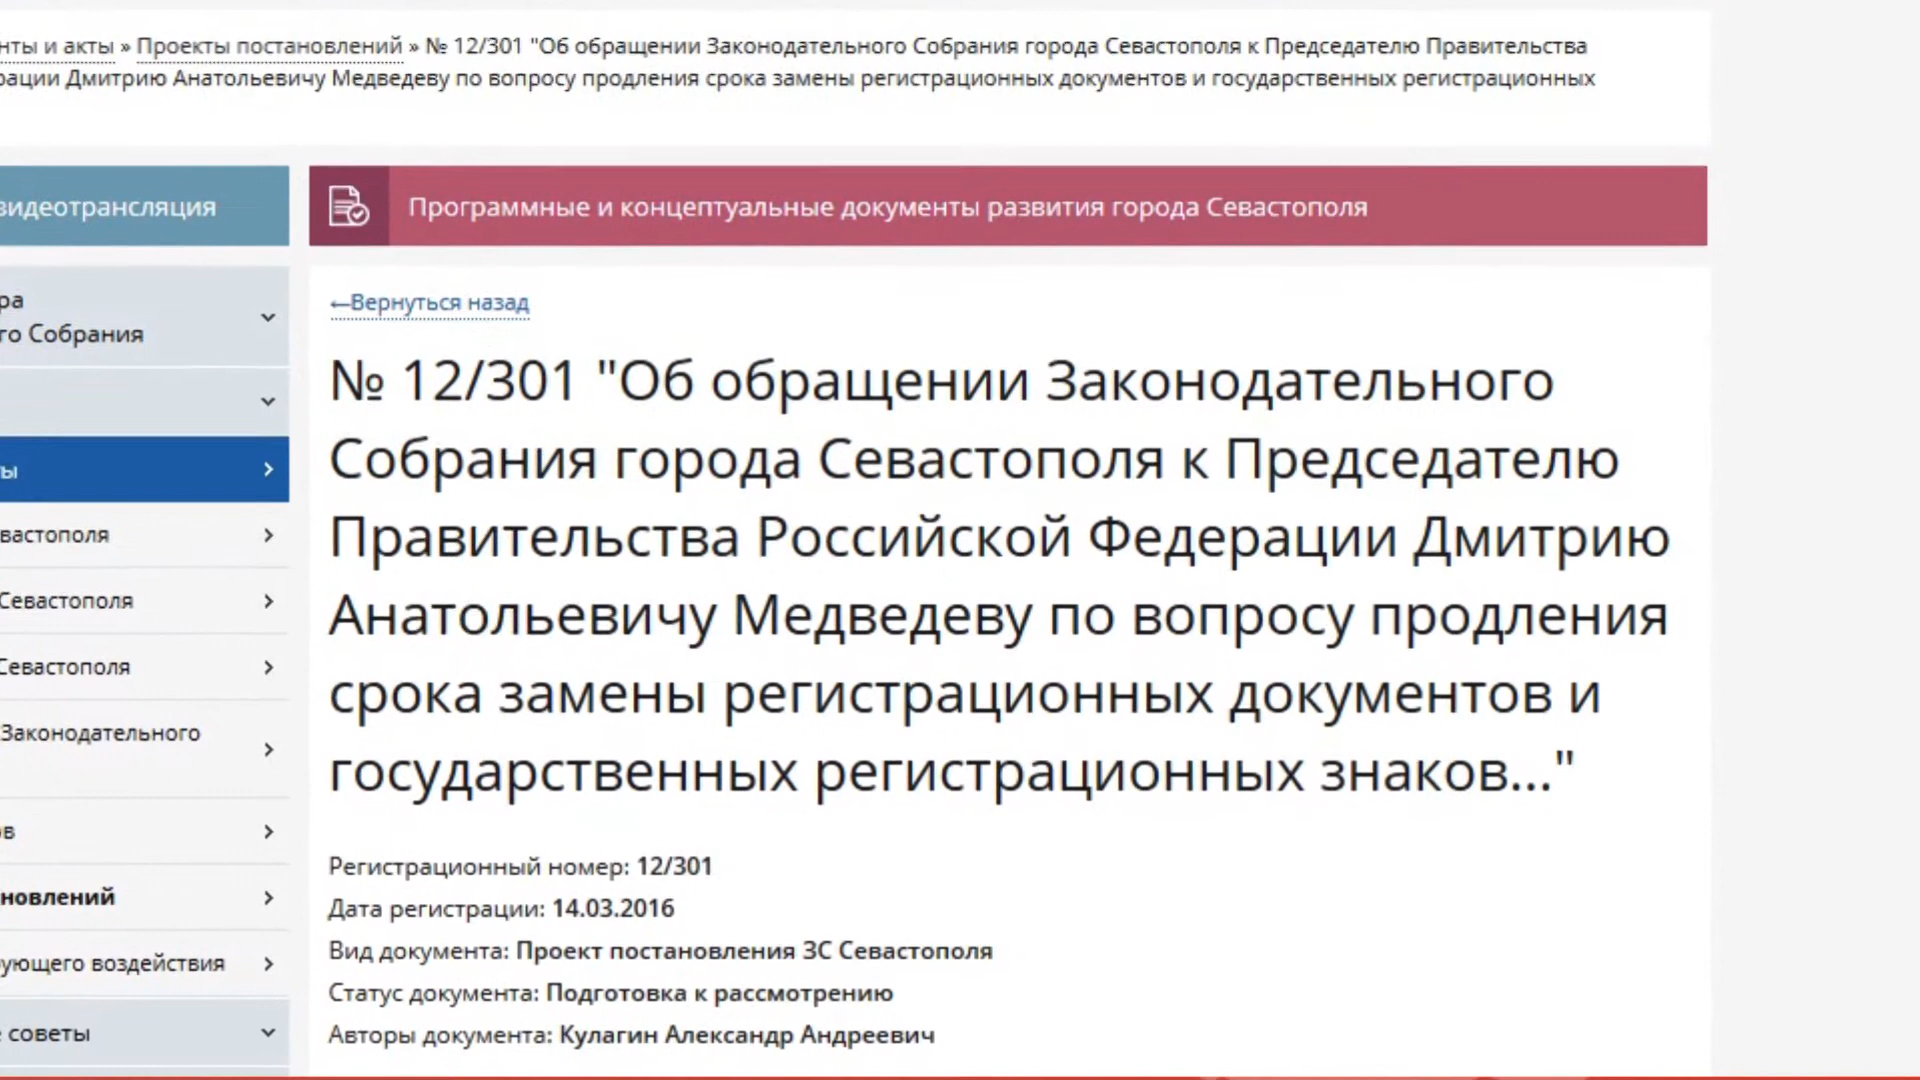 нты и акты » Проекты постановлений » № 12/301 "Об обращении Законодательного Собрания города Севастополя к Председателю Правительства
рации Дмитрию Анатольевичу Медведеву по вопросу продления срока замены регистрационных документов и государственных регистрационных
видеотрансляция
Программные и концептуальные документы развития города Севастополя
ра
го Собрания
ы
вастополя
Севастополя
Севастополя
Законодательного
ов
новлений
ующего воздействия
е советы
←Вернуться назад
№ 12/301 "Об обращении Законодательного
Собрания города Севастополя к Председателю
Правительства Российской Федерации Дмитрию
Анатольевичу Медведеву по вопросу продления
срока замены регистрационных документов и
государственных регистрационных знаков..."
Регистрационный номер: 12/301
Дата регистрации: 14.03.2016
Вид документа: Проект постановления ЗС Севастополя
Статус документа: Подготовка к рассмотрению
Авторы документа: Кулагин Александр Андреевич